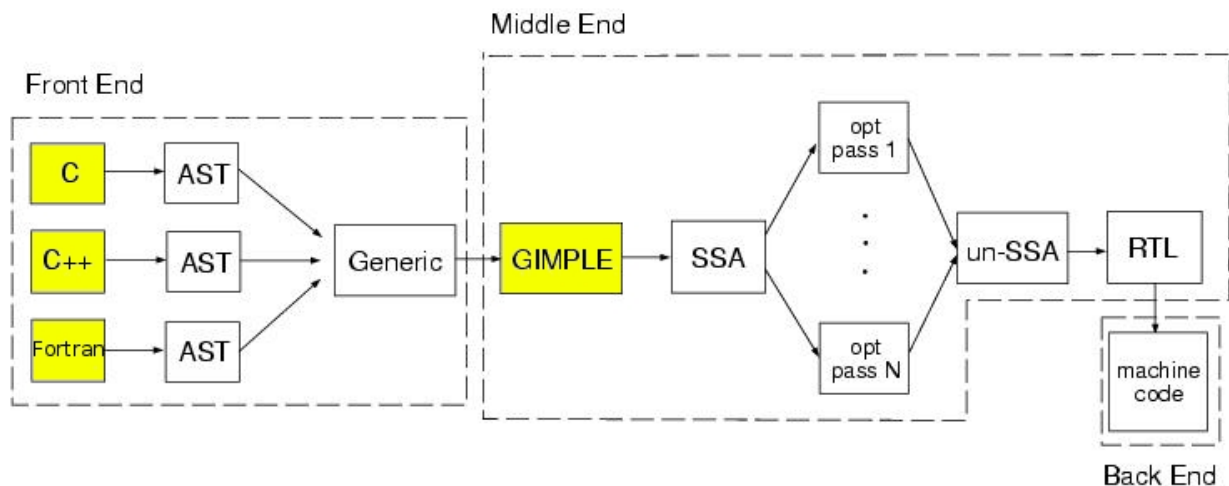 Middle End
Front End
C
AST
C++
AST
Generic
Fortran
AST
GIMPLE
SSA
opt
pass 1
opt
pass N
un-SSA
RTL
machine
code
Back End